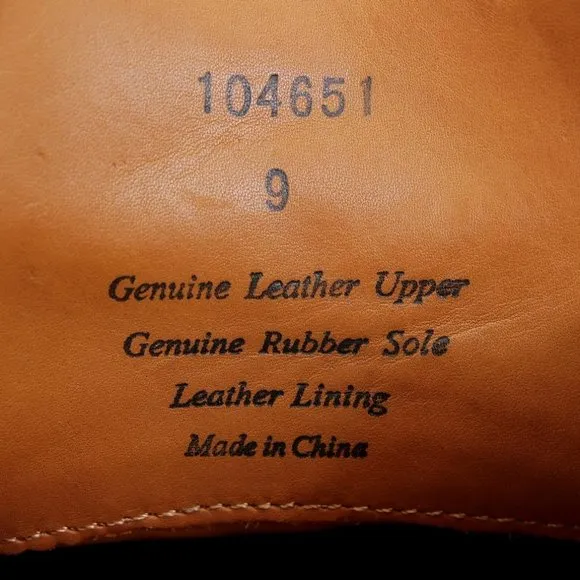 104651
9
Genuine Leather Upper
Genuine Rubber Sole
Leather Lining
Made in China